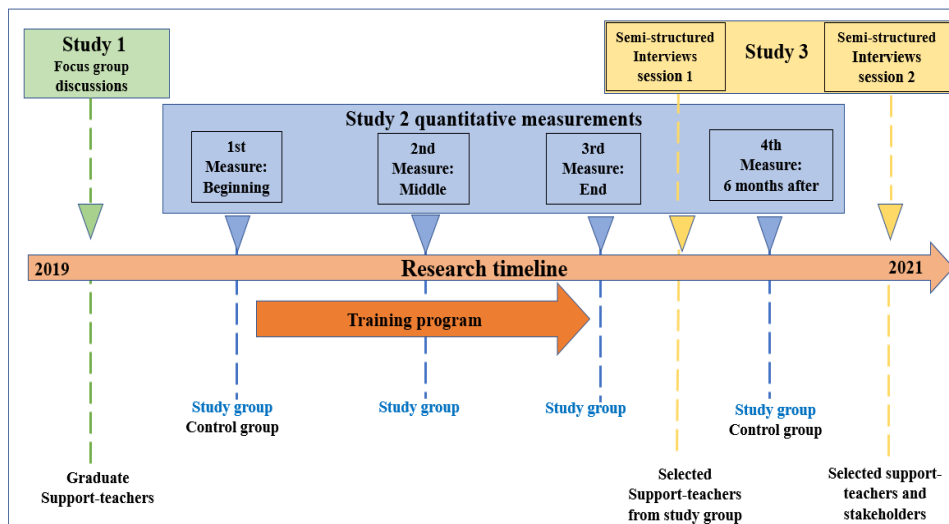 Study 1
Focus group
discussions
Semi-structured
Interviews
session 1
Study 3
Semi-structured
Interviews
session 2
Study 2 quantitative measurements
1st
Measure:
Beginning
2nd
Measure:
Middle
3rd
Measure:
End
4th
Measure:
6 months after
2019
Research timeline
2021
Training program
Study group
Control group
Study group
Study group
Study group
Control group
Graduate
Support-teachers
Selected
Support-teachers
from study group
Selected support-
teachers and
stakeholders